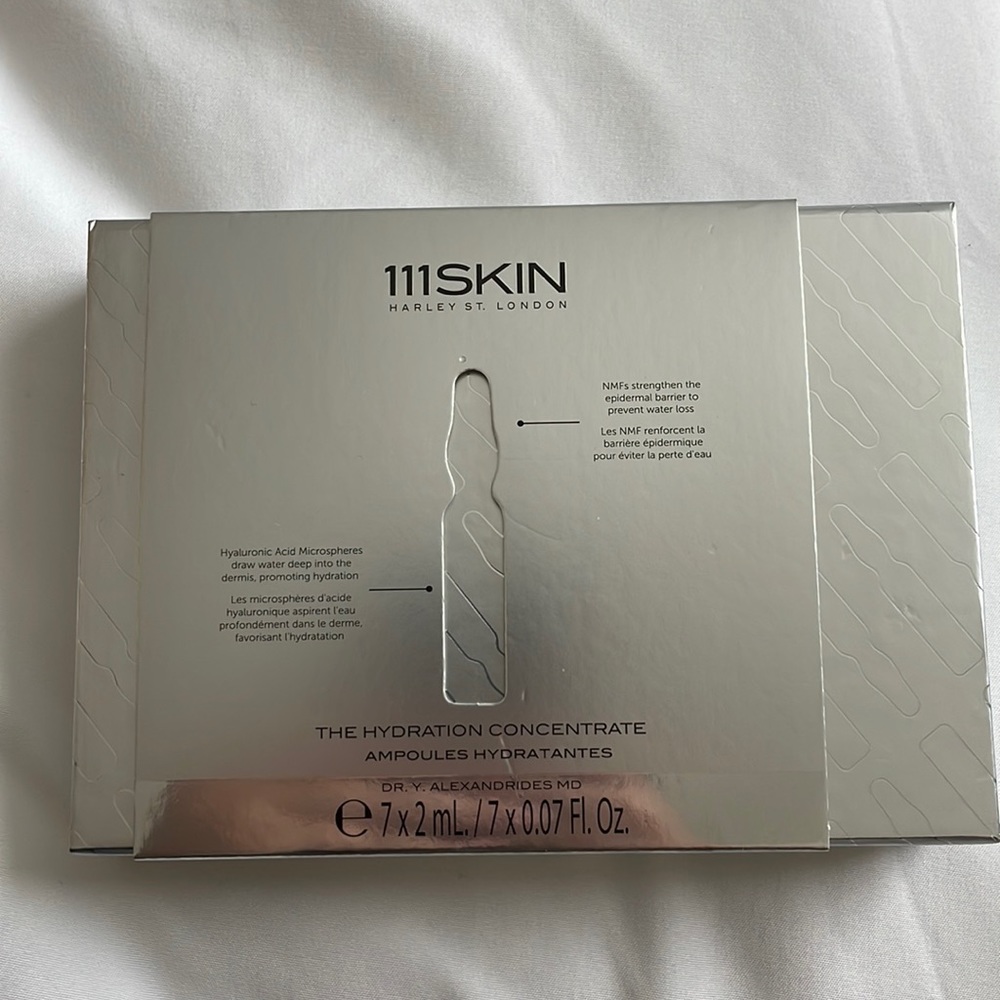 111SKIN
HARLEY ST. LONDON
NMFs strengthen the
epidermal barrier to
prevent water loss
Les NMF renforcent la
barrière épidermique
pour éviter la perte d'eau
Hyaluronic Acid Microspheres
draw water deep into the
dermis, promoting hydration
Les microsphères d'acide
hyaluronique aspirent l'eau
profondément dans le derme,
favorisant l'hydratation
THE HYDRATION CONCENTRATE
AMPOULES HYDRATANTES
DR. Y. ALEXANDRIDES MD
℮ 7 x 2 mL. / 7 x 0.07 Fl. Oz.